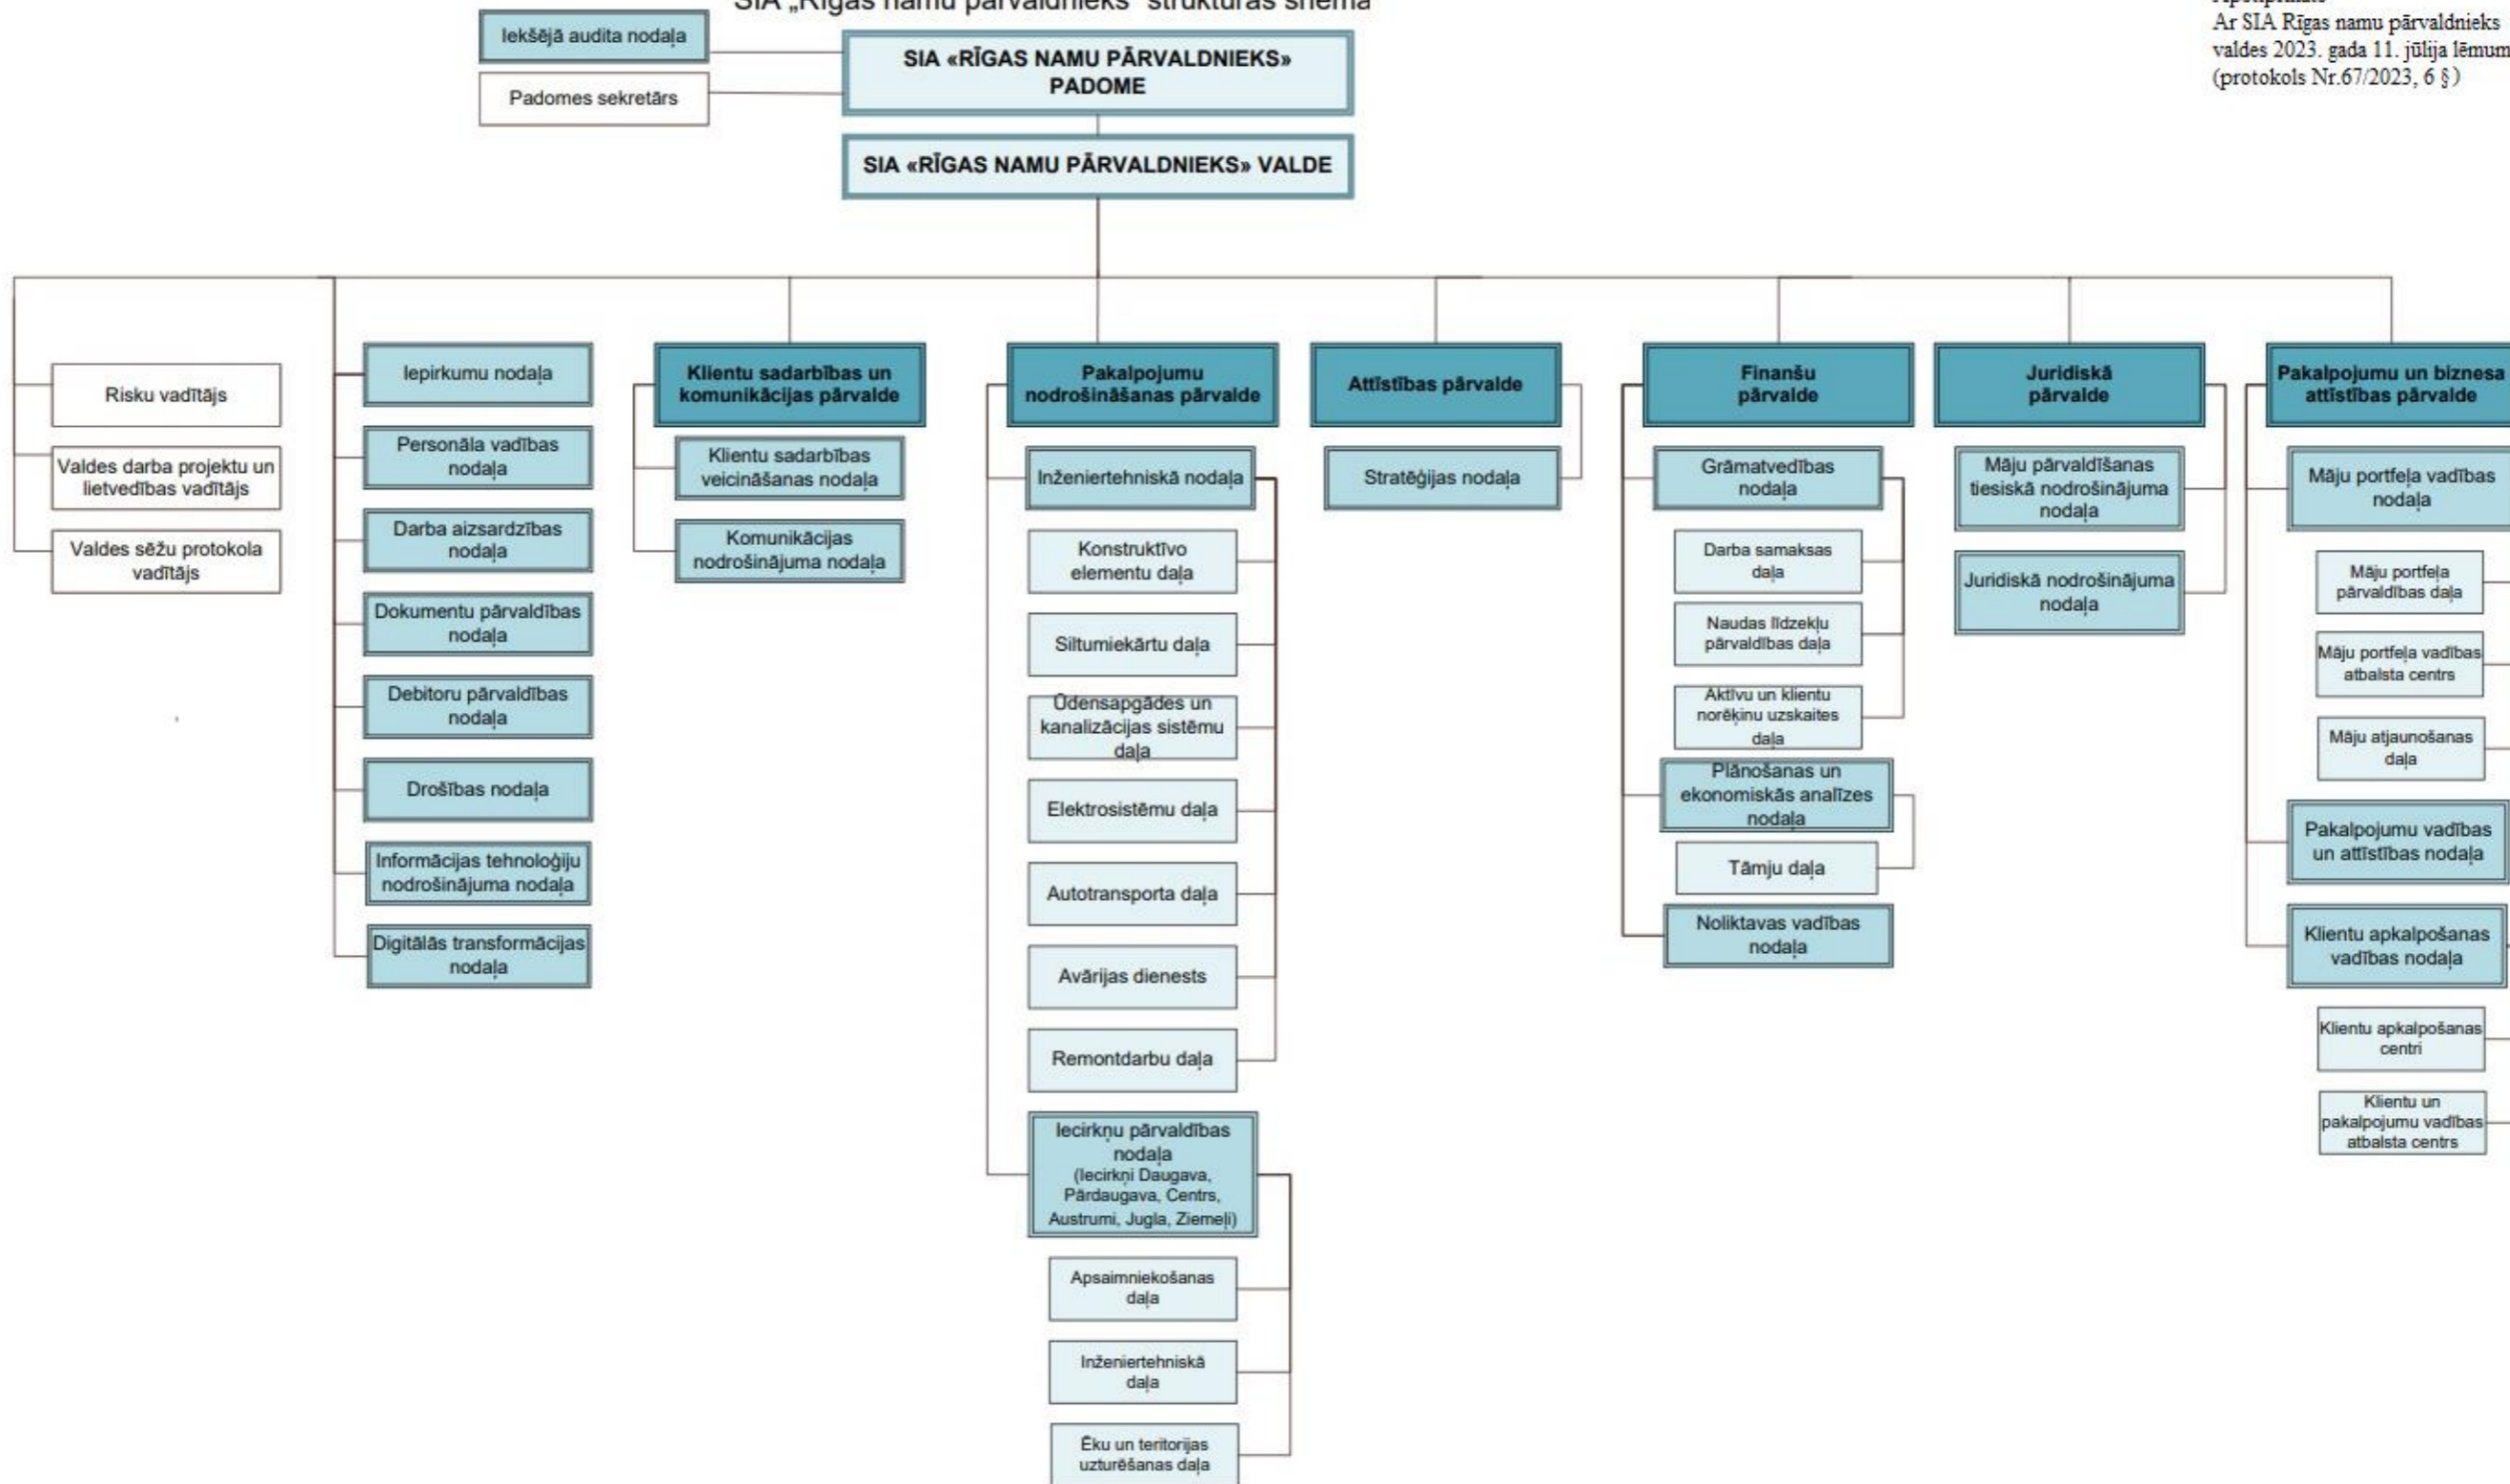 SIA „Rīgas namu pārvaldnieks" struktūras shēma
Apstiprināts
Ar SIA Rīgas namu pārvaldnieks
valdes 2023. gada 11. jūlija lēmum
(protokols Nr.67/2023, 6 §)
Iekšējā audita nodaļa
Padomes sekretārs
SIA «RĪGAS NAMU PĀRVALDNIEKS»
PADOME
SIA «RĪGAS NAMU PĀRVALDNIEKS» VALDE
Risku vadītājs
Valdes darba projektu un
lietvedības vadītājs
Valdes sēžu protokola
vadītājs
Iepirkumu nodaļa
Personāla vadības
nodaļa
Darba aizsardzības
nodaļa
Dokumentu pārvaldības
nodaļa
Debitoru pārvaldības
nodaļa
Drošības nodaļa
Informācijas tehnoloģiju
nodrošinājuma nodaļa
Digitālās transformācijas
nodaļa
Klientu sadarbības un
komunikācijas pārvalde
Klientu sadarbības
veicināšanas nodaļa
Komunikācijas
nodrošinājuma nodaļa
Pakalpojumu
nodrošināšanas pārvalde
Inženiertehniskā nodaļa
Konstruktīvo
elementu daļa
Siltumiekārtu daļa
Ūdensapgādes un
kanalizācijas sistēmu
daļa
Elektrosistēmu daļa
Autotransporta daļa
Avārijas dienests
Remontdarbu daļa
Iecirkņu pārvaldības
nodaļa
(Iecirkņi Daugava,
Pārdaugava, Centrs,
Austrumi, Jugla, Ziemeļi)
Apsaimniekošanas
daļa
Inženiertehniskā
daļa
Ēku un teritorijas
uzturēšanas daļa
Attīstības pārvalde
Stratēģijas nodaļa
Finanšu
pārvalde
Grāmatvedības
nodaļa
Darba samaksas
daļa
Naudas līdzekļu
pārvaldības daļa
Aktīvu un klientu
norēķinu uzskaites
daļa
Plānošanas un
ekonomiskās analīzes
nodaļa
Tāmju daļa
Noliktavas vadības
nodaļa
Juridiskā
pārvalde
Māju pārvaldīšanas
tiesiskā nodrošinājuma
nodaļa
Juridiskā nodrošinājuma
nodaļa
Pakalpojumu un biznesa
attīstības pārvalde
Māju portfeļa vadības
nodaļa
Māju portfeļa
pārvaldības daļa
Māju portfeļa vadības
atbalsta centrs
Māju atjaunošanas
daļa
Pakalpojumu vadības
un attīstības nodaļa
Klientu apkalpošanas
vadības nodaļa
Klientu apkalpošanas
centri
Klientu un
pakalpojumu vadības
atbalsta centrs